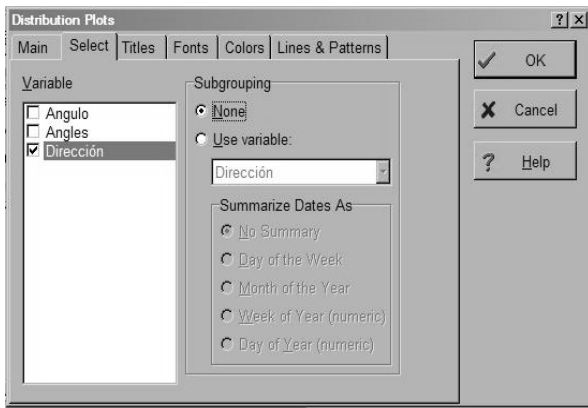 Distribution Plots
Main Select Titles Fonts Colors Lines & Patterns
Variable
Angulo
Angles
Dirección
Subgrouping
None
Use variable:
Dirección
Summarize Dates As
No Summary
Day of the Week
Month of the Year
Week of Year (numeric)
Day of Year (numeric)
OK
Cancel
? Help